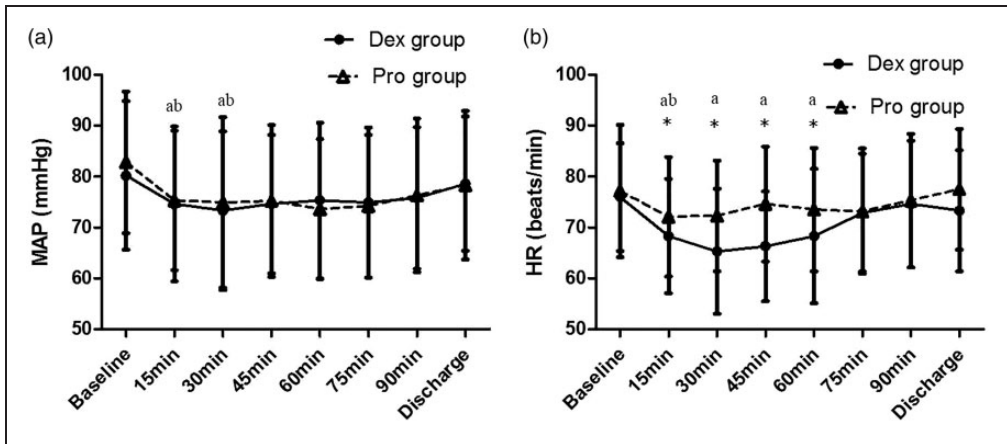 (a)
Dex group
Pro group
MAP (mmHg)
100
90
80
70
60
50
ab
ab
Baseline
15min
30min
45min
60min
75min
90min
Discharge
(b)
Dex group
Pro group
HR (beats/min)
100
90
80
70
60
50
ab
a
a
a
*
*
*
*
Baseline
15min
30min
45min
60min
75min
90min
Discharge